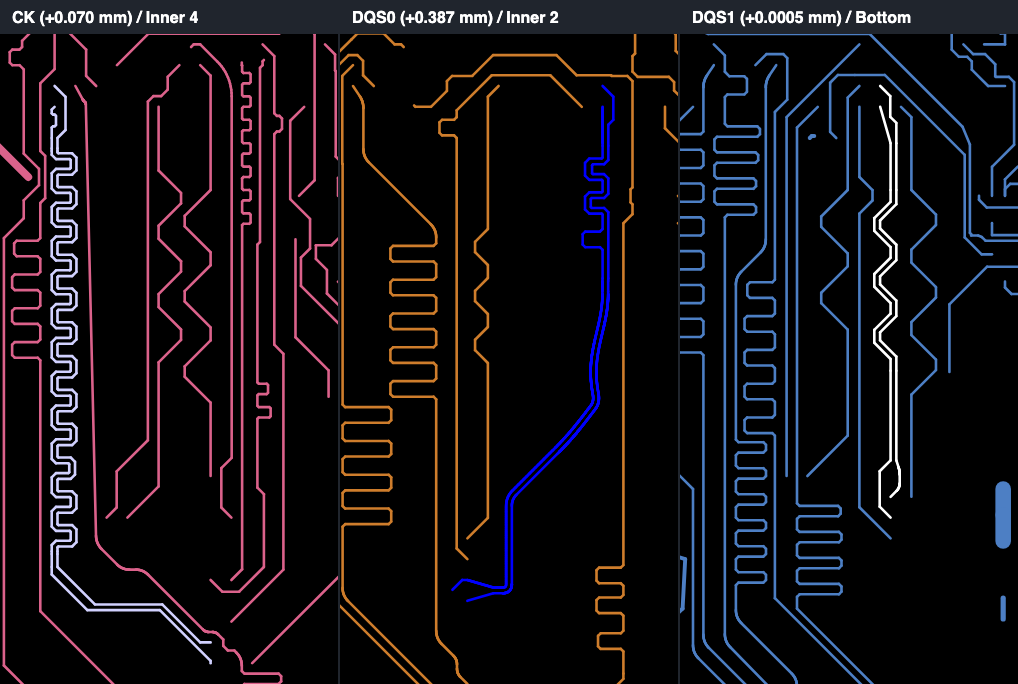 CK (+0.070 mm) / Inner 4
DQS0 (+0.387 mm) / Inner 2
DQS1 (+0.0005 mm) / Bottom